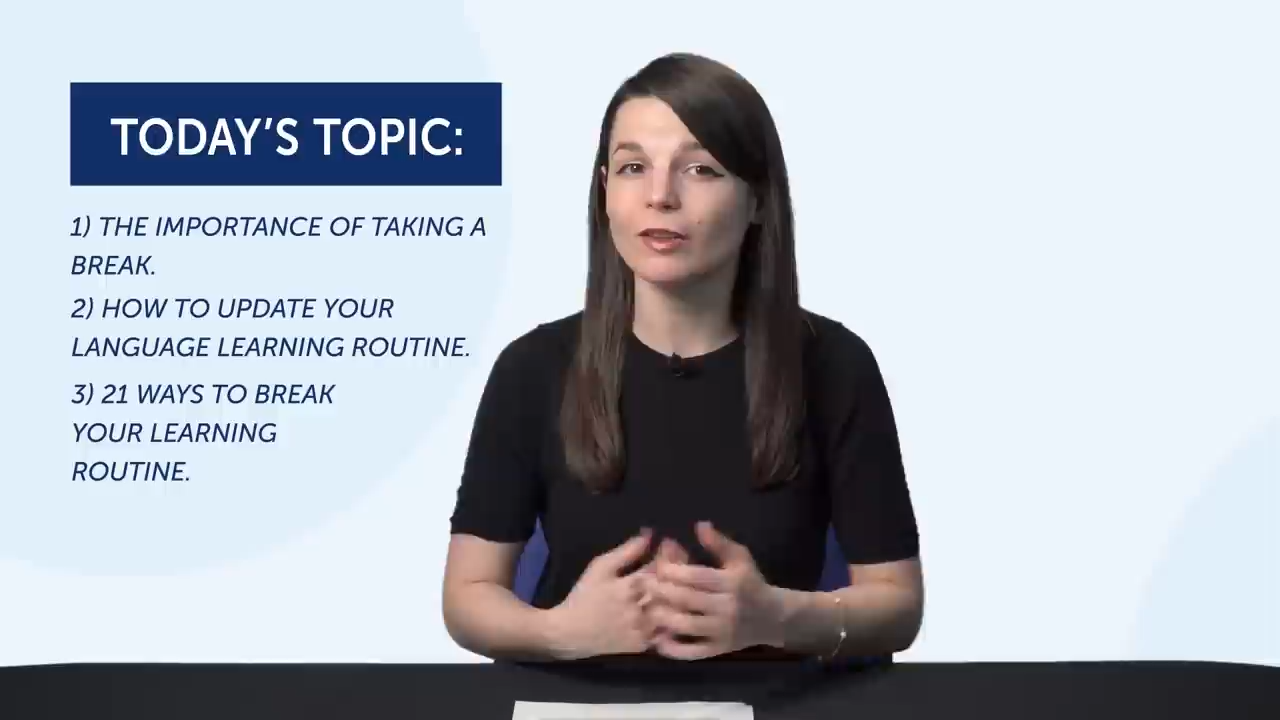 TODAY'S TOPIC:
1) THE IMPORTANCE OF TAKING A
BREAK.
2) HOW TO UPDATE YOUR
LANGUAGE LEARNING ROUTINE.
3) 21 WAYS TO BREAK
YOUR LEARNING
ROUTINE.